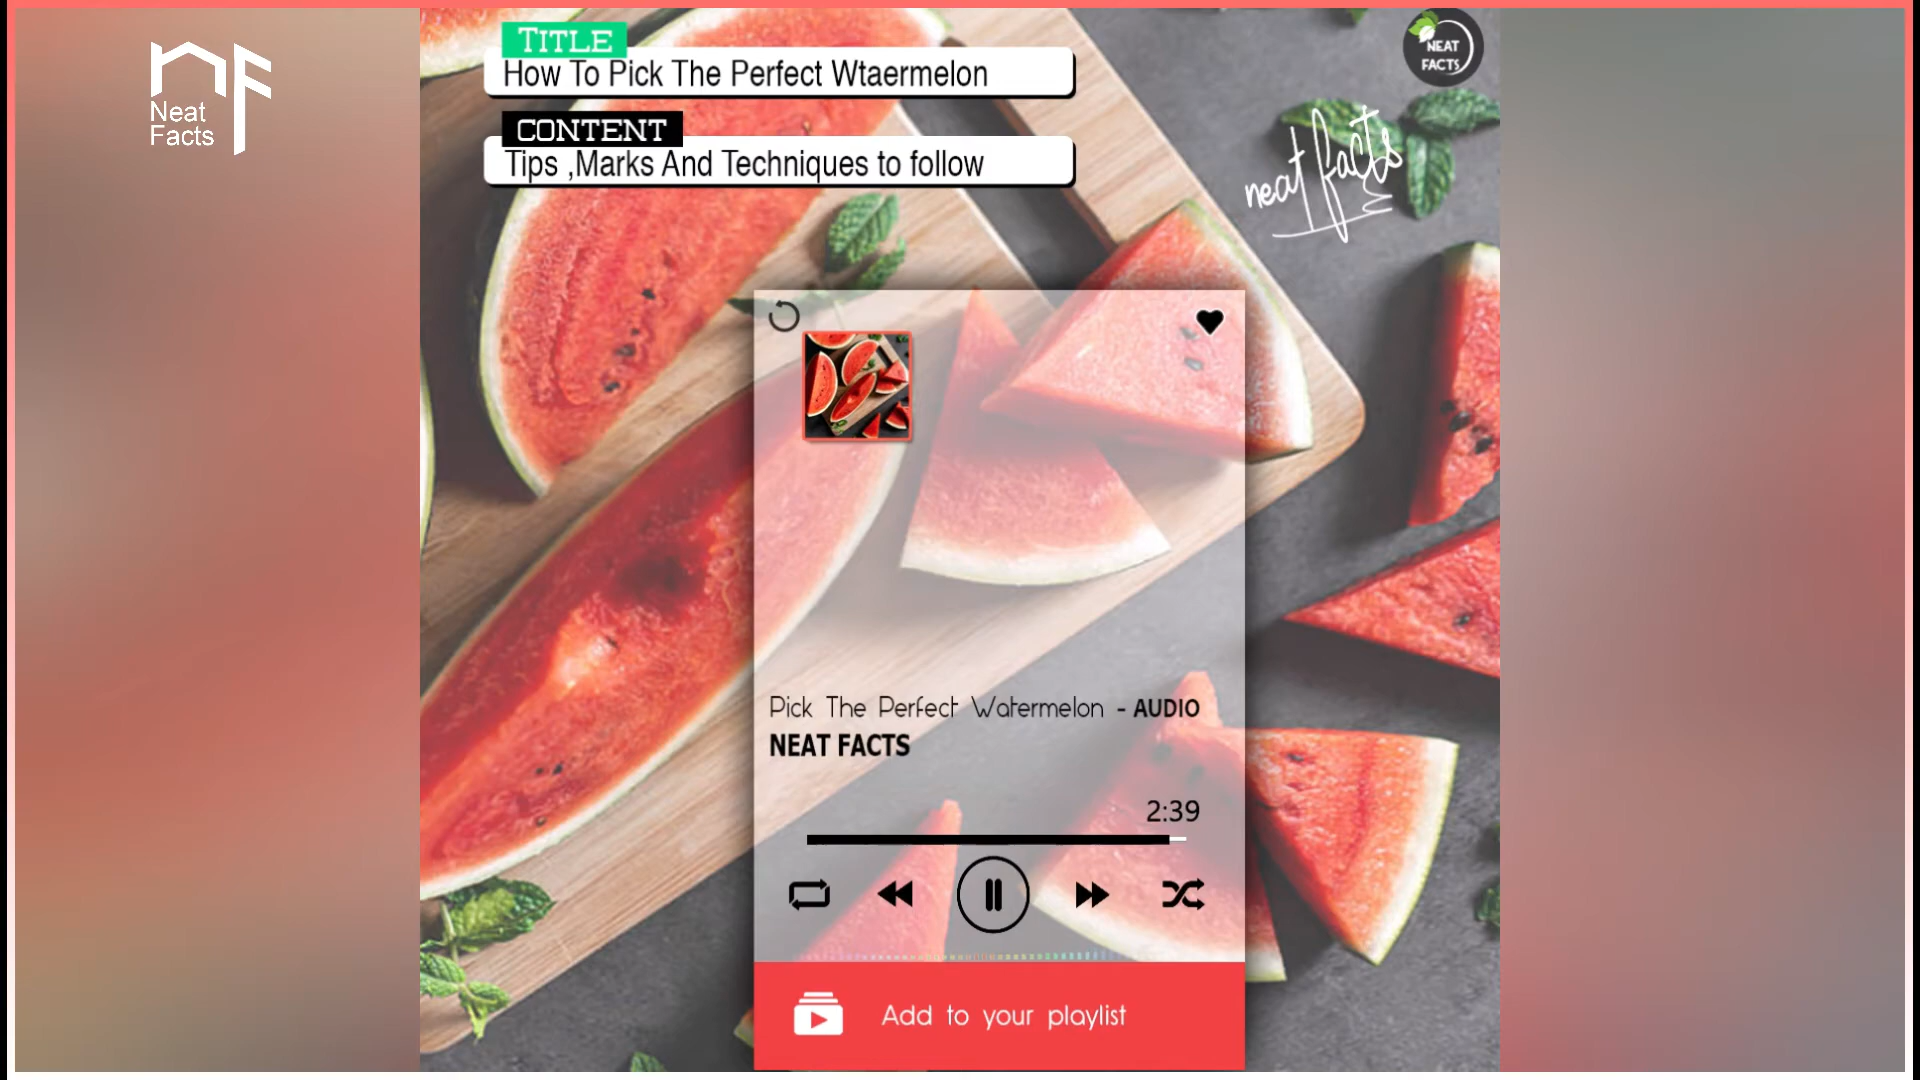 Neat
Facts
TITLE
How To Pick The Perfect Wtaermelon
CONTENT
Tips ,Marks And Techniques to follow
NEAT
FACTS
neat facts
Pick The Perfect Watermelon - AUDIO
NEAT FACTS
2:39
Add to your playlist